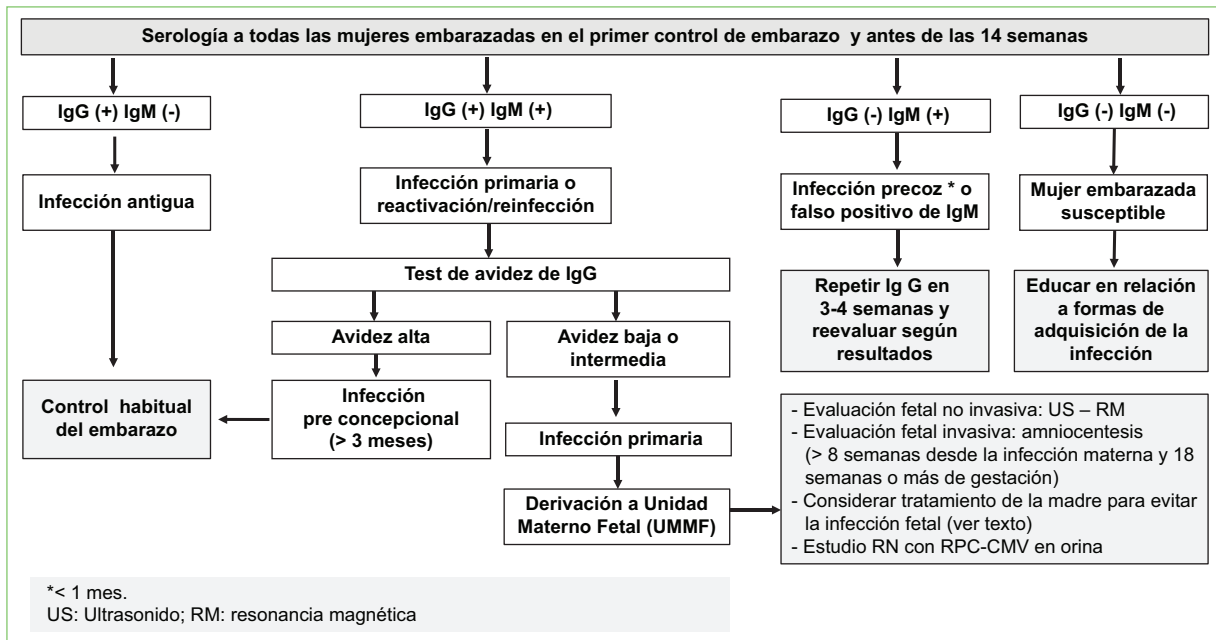 Serología a todas las mujeres embarazadas en el primer control de embarazo y antes de las 14 semanas
IgG (+) IgM (-)
IgG (+) IgM (+)
IgG (-) IgM (+)
IgG (-) IgM (-)
Infección antigua
Infección primaria o
reactivación/reinfección
Infección precoz * o
falso positivo de IgM
Mujer embarazada
susceptible
Test de avidez de IgG
Repetir Ig G en
3-4 semanas y
reevaluar según
resultados
Educar en relación
a formas de
adquisición de la
infección
Avidez alta
Avidez baja o
intermedia
Control habitual
del embarazo
Infección
pre concepcional
(> 3 meses)
Infección primaria
Derivación a Unidad
Materno Fetal (UMMF)
- Evaluación fetal no invasiva: US – RM
- Evaluación fetal invasiva: amniocentesis
(> 8 semanas desde la infección materna y 18
semanas o más de gestación)
- Considerar tratamiento de la madre para evitar
la infección fetal (ver texto)
- Estudio RN con RPC-CMV en orina
*< 1 mes.
US: Ultrasonido; RM: resonancia magnética